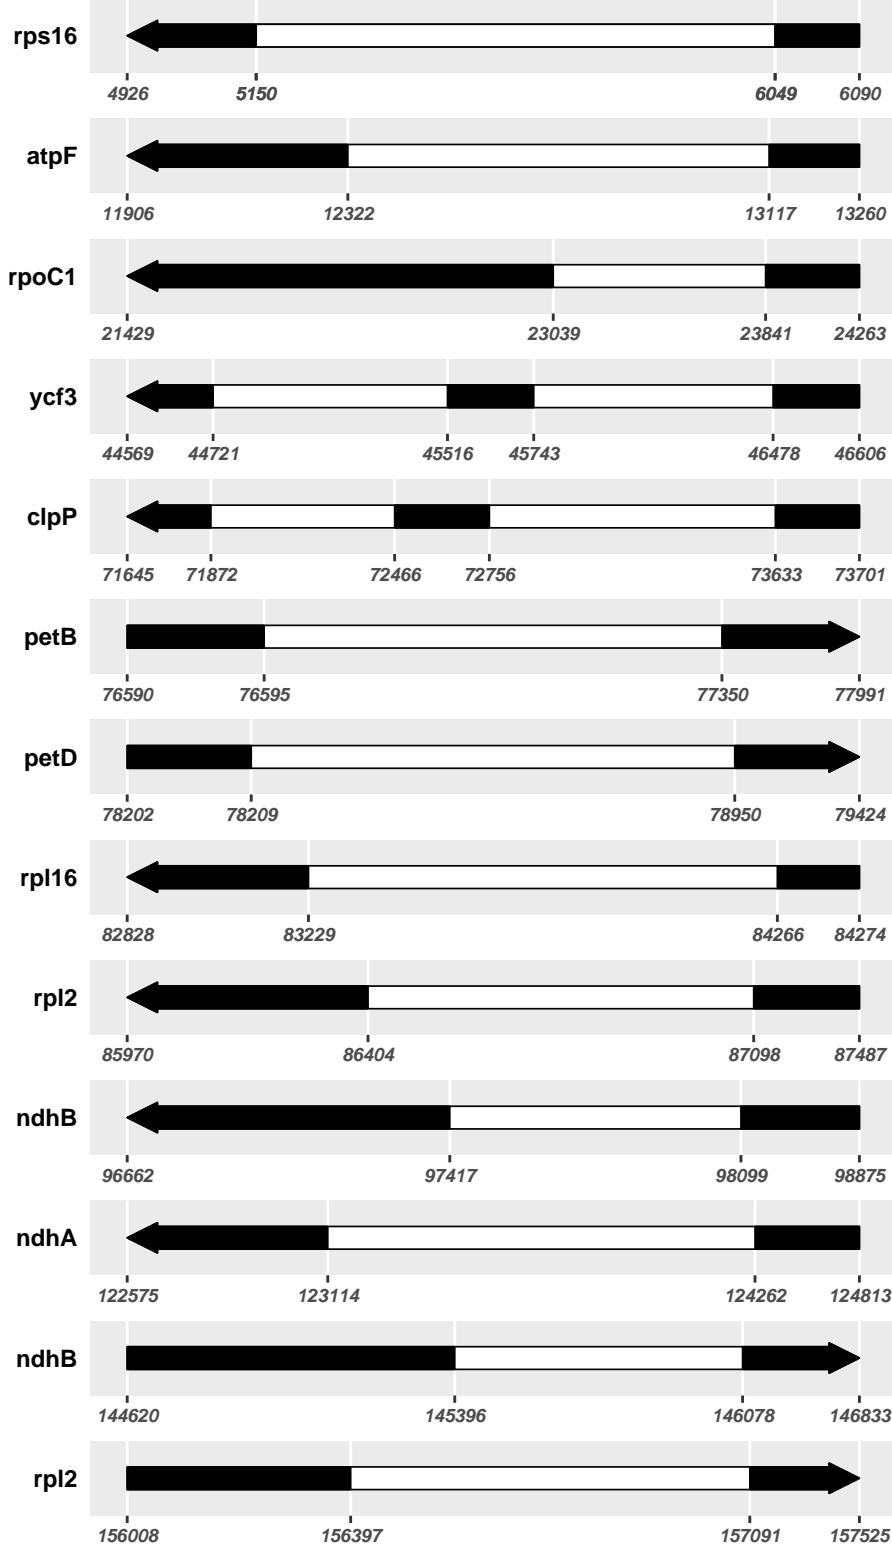 rps16
4926 5150 6049 6090
atpF
11906 12322 13117 13260
rpoC1
21429 23039 23841 24263
ycf3
44569 44721 45516 45743 46478 46606
clpP
71645 71872 72466 72756 73633 73701
petB
76590 76595 77350 77991
petD
78202 78209 78950 79424
rpl16
82828 83229 84266 84274
rpl2
85970 86404 87098 87487
ndhB
96662 97417 98099 98875
ndhA
122575 123114 124262 124813
ndhB
144620 145396 146078 146833
rpl2
156008 156397 157091 157525